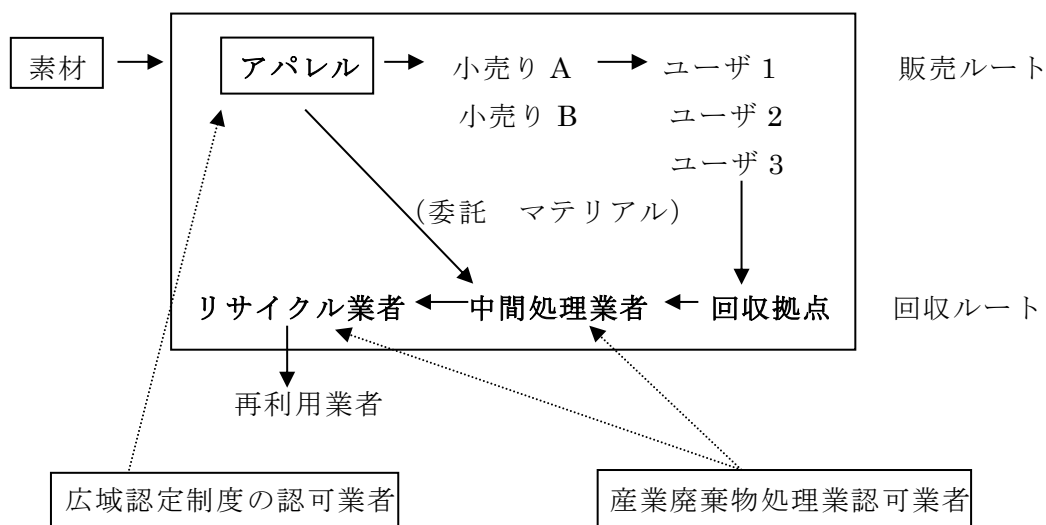 素材 アパレル 小売り A ユーザ 1 販売ルート
小売り B ユーザ 2
ユーザ 3
(委託 マテリアル)
リサイクル業者 中間処理業者 回収拠点 回収ルート
再利用業者
広域認定制度の認可業者 産業廃棄物処理業認可業者